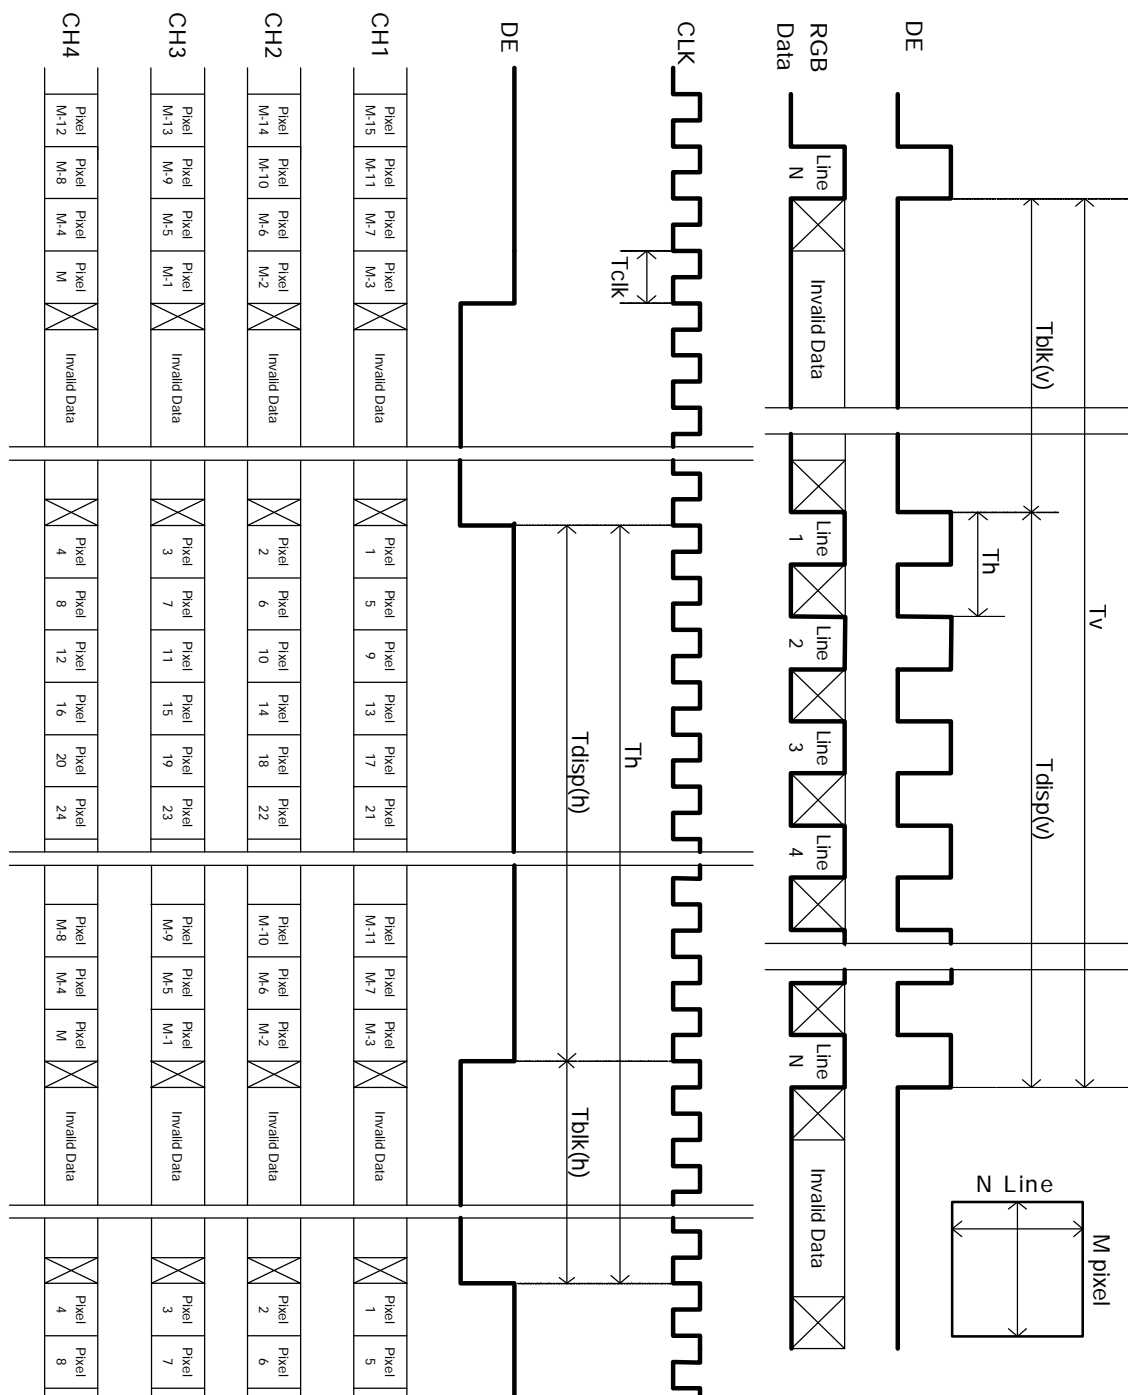 Tv
M pixel
Tblk(v) Tdisp(v)
N Line
Th
DE
RGB Data
Line N
Invalid Data
Line 1
Line 2
Line 3
Line 4
Line N
Invalid Data
CLK
Tclk
Th
Tdisp(h) Tblk(h)
DE
CH1
Pixel M-15
Pixel M-11
Pixel M-7
Pixel M-3
Invalid Data
Pixel 1
Pixel 5
Pixel 9
Pixel 13
Pixel 17
Pixel 21
Pixel M-11
Pixel M-7
Pixel M-3
Invalid Data
Pixel 1
Pixel 5
CH2
Pixel M-14
Pixel M-10
Pixel M-6
Pixel M-2
Invalid Data
Pixel 2
Pixel 6
Pixel 10
Pixel 14
Pixel 18
Pixel 22
Pixel M-10
Pixel M-6
Pixel M-2
Invalid Data
Pixel 2
Pixel 6
CH3
Pixel M-13
Pixel M-9
Pixel M-5
Pixel M-1
Invalid Data
Pixel 3
Pixel 7
Pixel 11
Pixel 15
Pixel 19
Pixel 23
Pixel M-9
Pixel M-5
Pixel M-1
Invalid Data
Pixel 3
Pixel 7
CH4
Pixel M-12
Pixel M-8
Pixel M-4
Pixel M
Invalid Data
Pixel 4
Pixel 8
Pixel 12
Pixel 16
Pixel 20
Pixel 24
Pixel M-8
Pixel M-4
Pixel M
Invalid Data
Pixel 4
Pixel 8